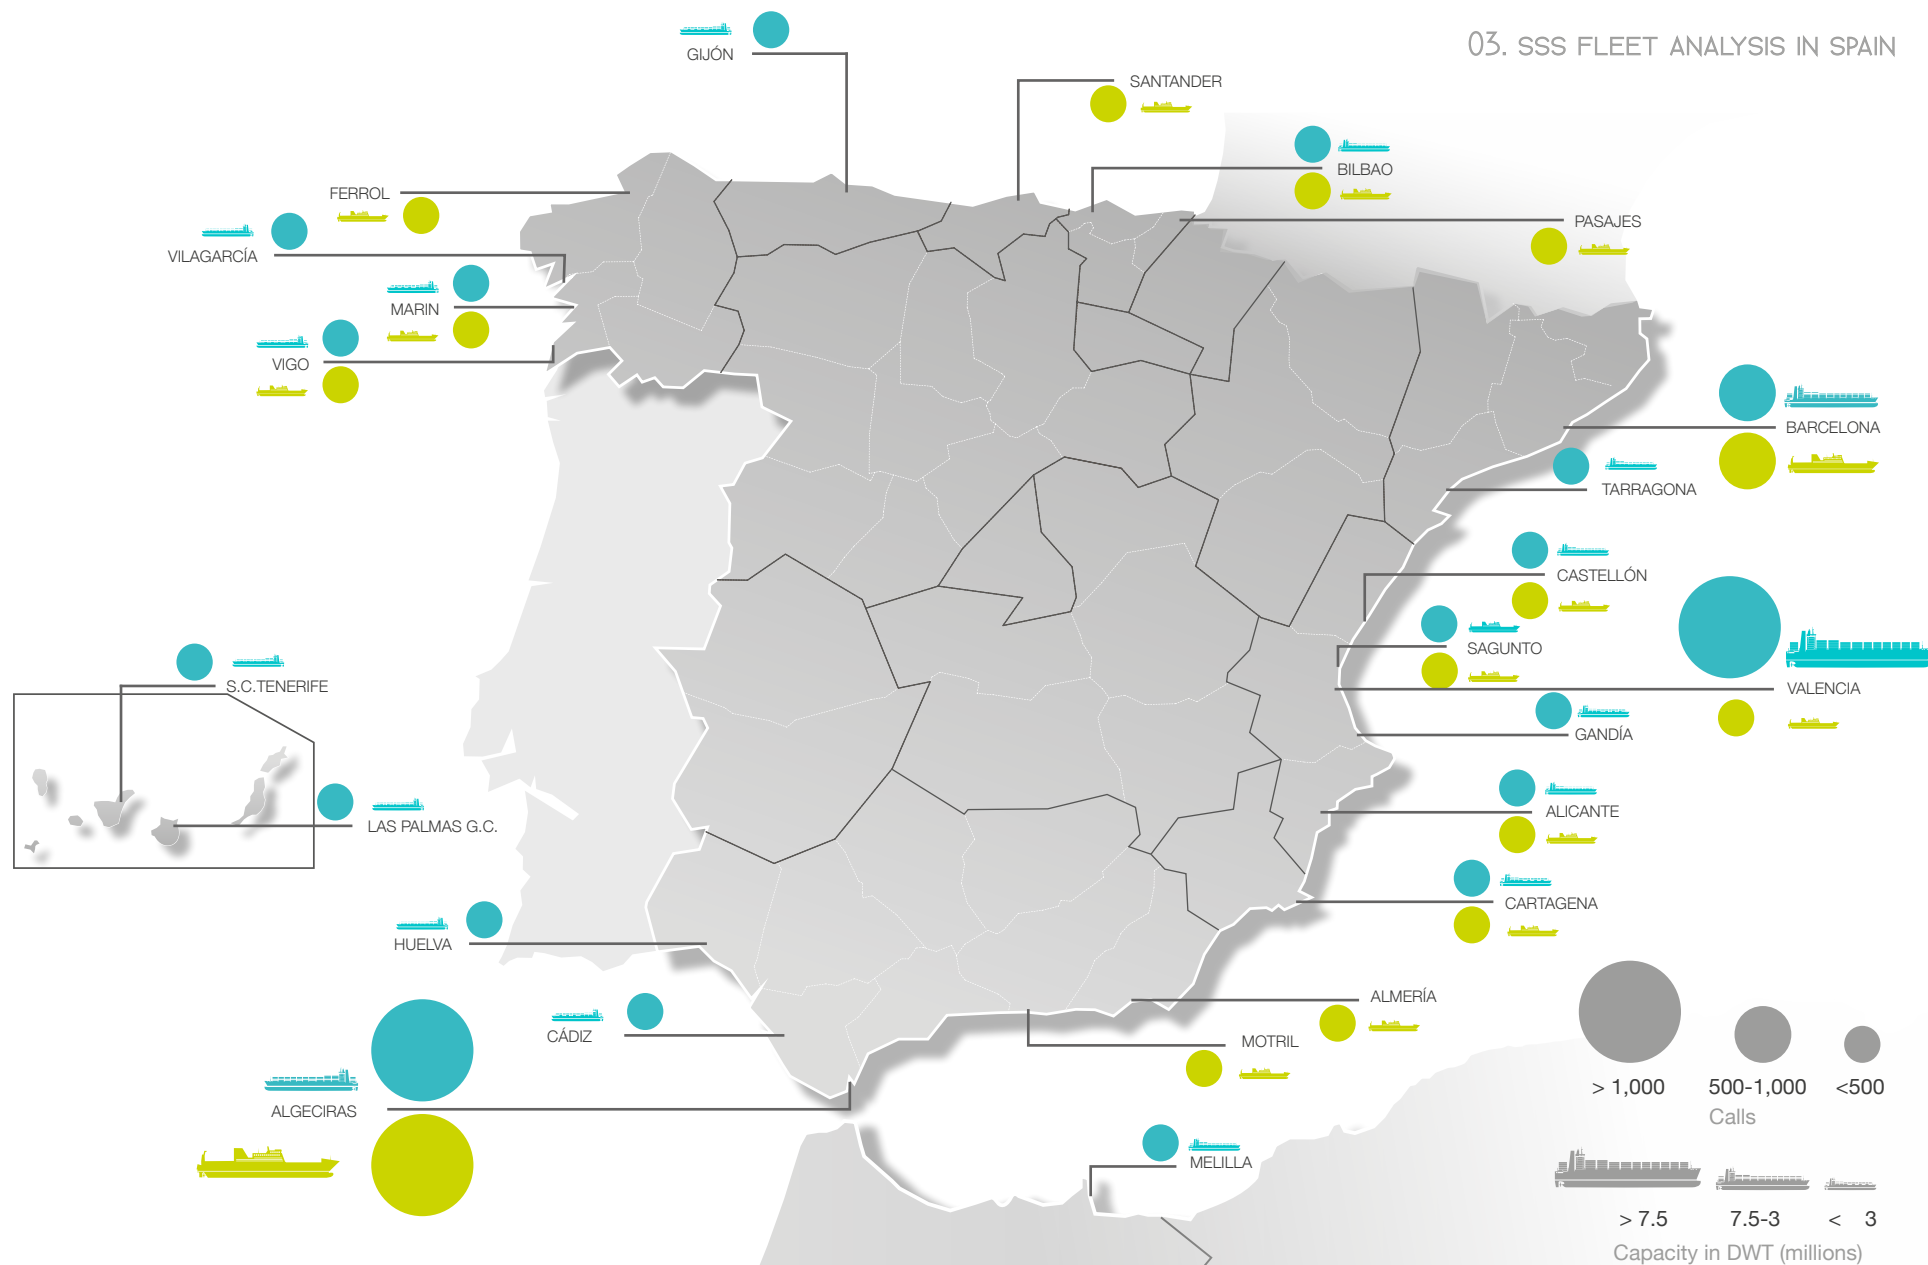 03. SSS FLEET ANALYSIS IN SPAIN
GIJÓN
SANTANDER
BILBAO
FERROL
PASAJES
VILAGARCÍA
MARIN
VIGO
BARCELONA
TARRAGONA
CASTELLÓN
SAGUNTO
S.C.TENERIFE
VALENCIA
GANDÍA
ALICANTE
LAS PALMAS G.C.
CARTAGENA
HUELVA
ALMERÍA
CÁDIZ
MOTRIL
> 1,000 500-1,000 <500
ALGECIRAS
Calls
MELILLA
> 7.5 7.5-3 < 3
Capacity in DWT (millions)